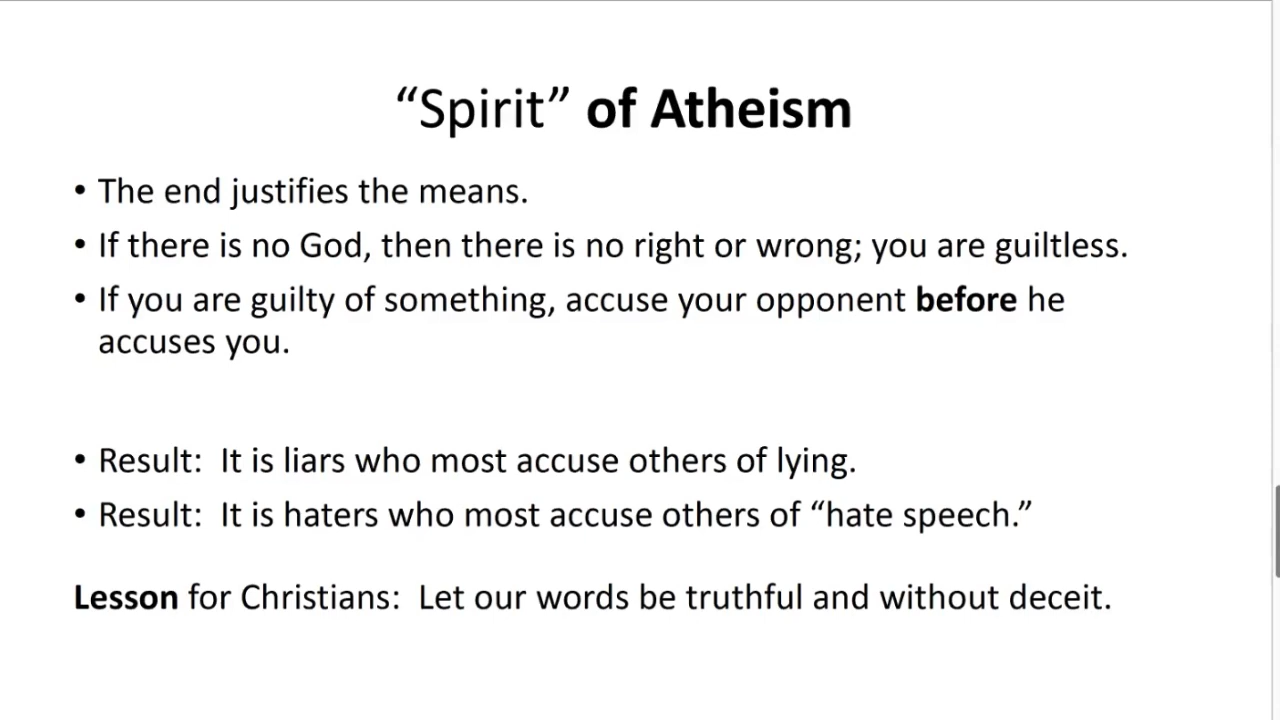 “Spirit” of Atheism
• The end justifies the means.
• If there is no God, then there is no right or wrong; you are guiltless.
• If you are guilty of something, accuse your opponent before he
accuses you.
• Result:  It is liars who most accuse others of lying.
• Result:  It is haters who most accuse others of “hate speech.”
Lesson for Christians:  Let our words be truthful and without deceit.